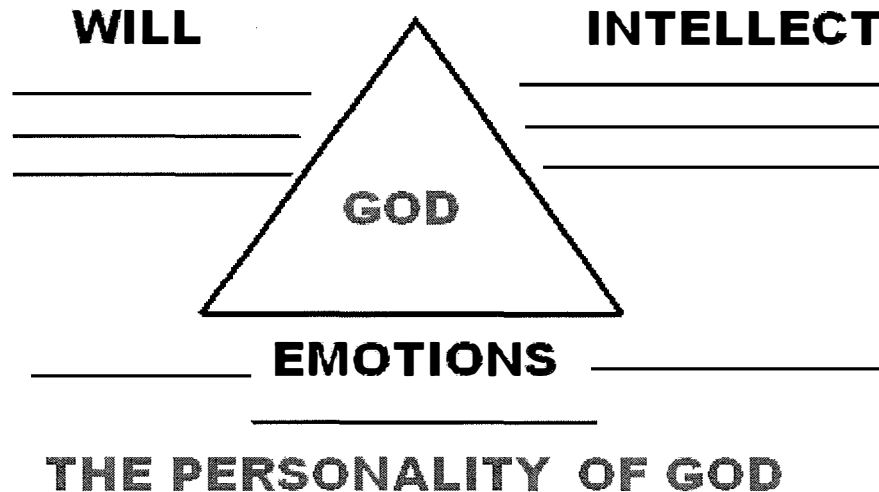 WILL
INTELLECT
GOD
EMOTIONS
THE PERSONALITY OF GOD